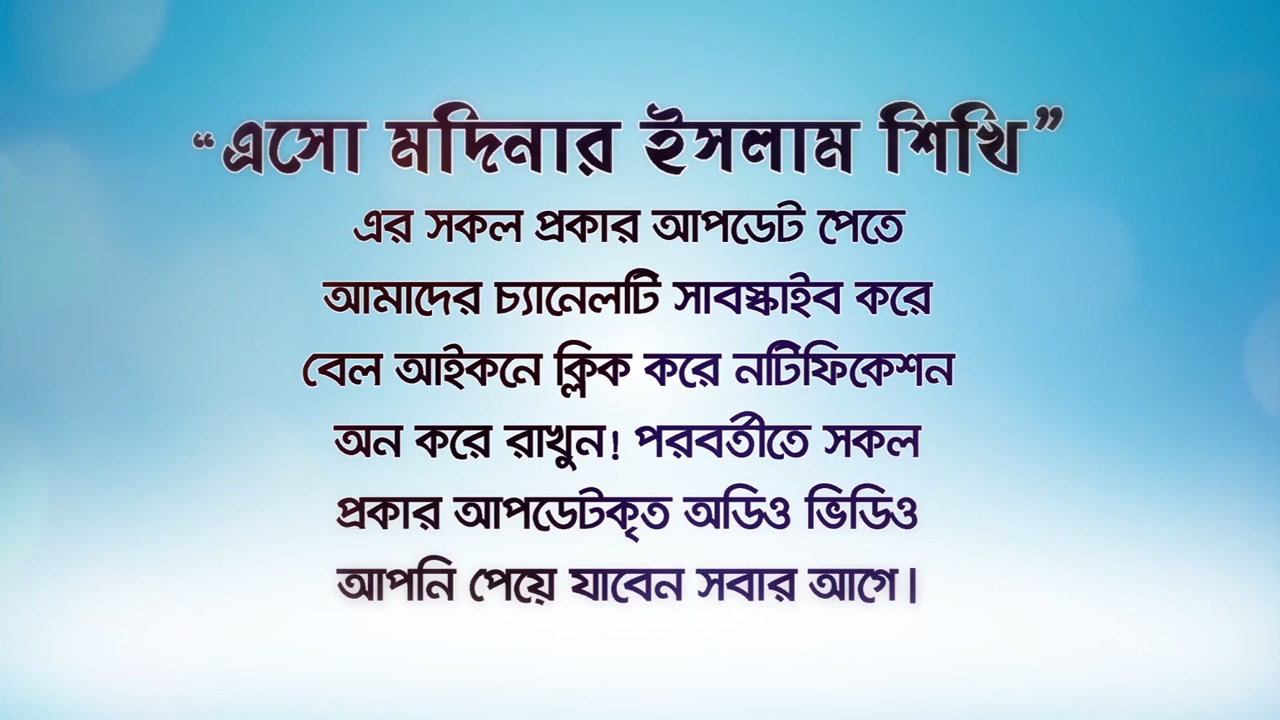 “এসো মদিনার ইসলাম শিখি”
এর সকল প্রকার আপডেট পেতে
আমাদের চ্যানেলটি সাবস্কাইব করে
বেল আইকনে ক্লিক করে নটিফিকেশন
অন করে রাখুন! পরবর্তীতে সকল
প্রকার আপডেটকৃত অডিও ভিডিও
আপনি পেয়ে যাবেন সবার আগে।